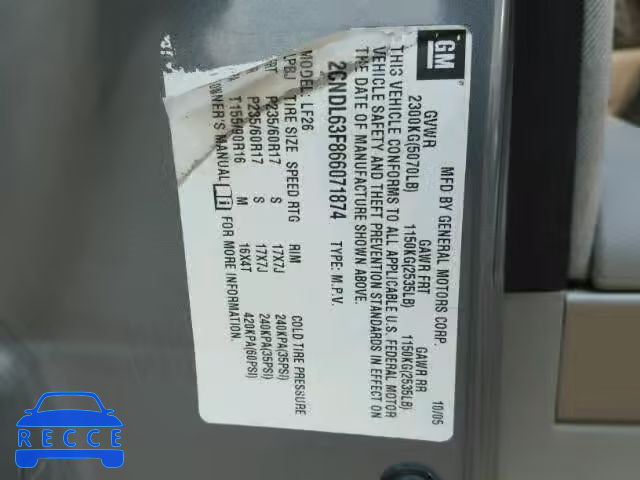 GM
MFD BY GENERAL MOTORS CORP. 10/05
GVWR GAWR FRT GAWR RR
2300KG(5070LB) 1150KG(2535LB) 1150KG(2535LB)
THIS VEHICLE CONFORMS TO ALL APPLICABLE U.S. FEDERAL MOTOR
VEHICLE SAFETY AND THEFT PREVENTION STANDARDS IN EFFECT ON
THE DATE OF MANUFACTURE SHOWN ABOVE.
2CNDL63F866071874 TYPE: M.P.V.
MODEL: LF26
TIRE SIZE SPEED RTG RIM COLD TIRE PRESSURE
P235/60R17 S 17X7J 240KPA(35PSI)
P235/60R17 S 17X7J 240KPA(35PSI)
T155/90R16 M 16X4T 420KPA(60PSI)
OWNER'S MANUAL FOR MORE INFORMATION.
RECCE